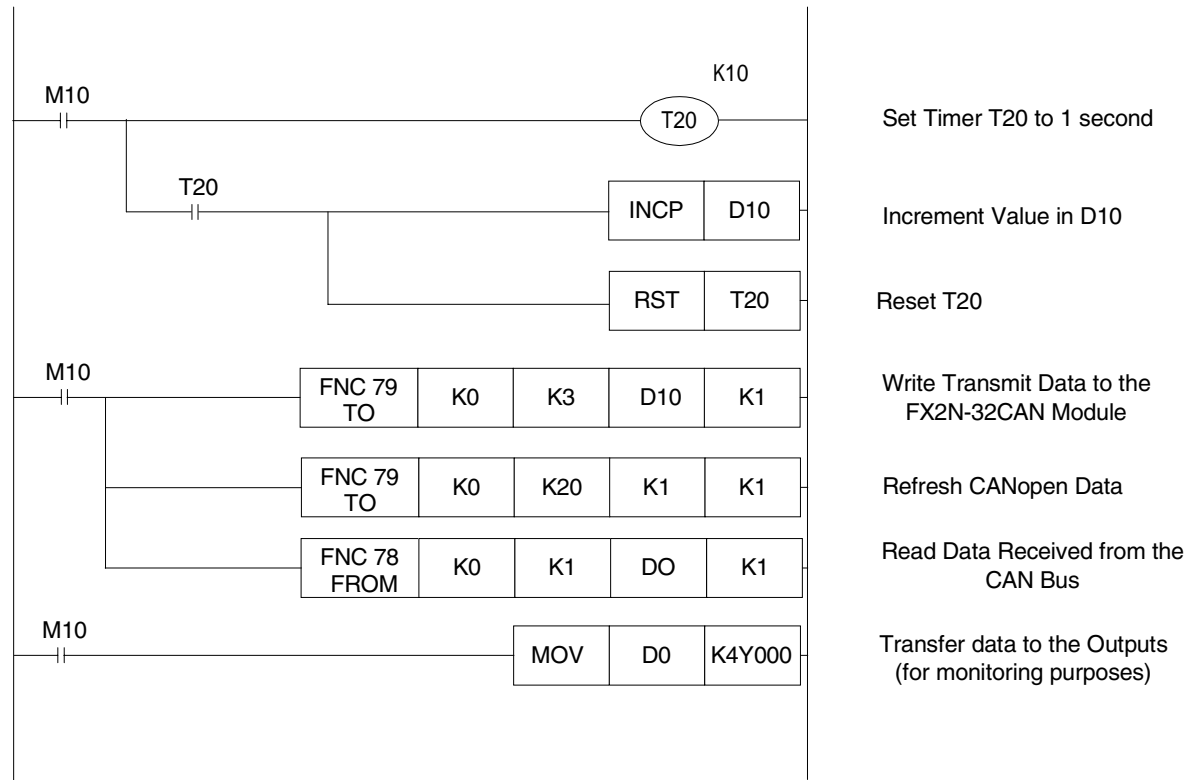 K10
M10
T20
Set Timer T20 to 1 second
T20
INCP D10
Increment Value in D10
RST T20
Reset T20
M10
FNC 79
TO
K0 K3 D10 K1
Write Transmit Data to the
FX2N-32CAN Module
FNC 79
TO
K0 K20 K1 K1
Refresh CANopen Data
FNC 78
FROM
K0 K1 DO K1
Read Data Received from the
CAN Bus
M10
MOV D0 K4Y000
Transfer data to the Outputs
(for monitoring purposes)